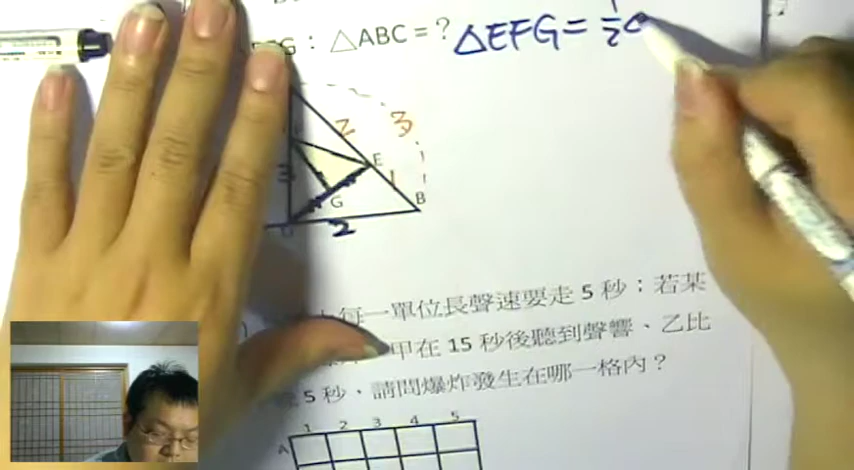 G : △ABC = ? △EFG = 1/2 △
2 3
E
3 1
G B
2
每一單位長聲速要走 5 秒；若某
甲在 15 秒後聽到聲響、乙比
5 秒，請問爆炸發生在哪一格內？
1 2 3 4 5
A